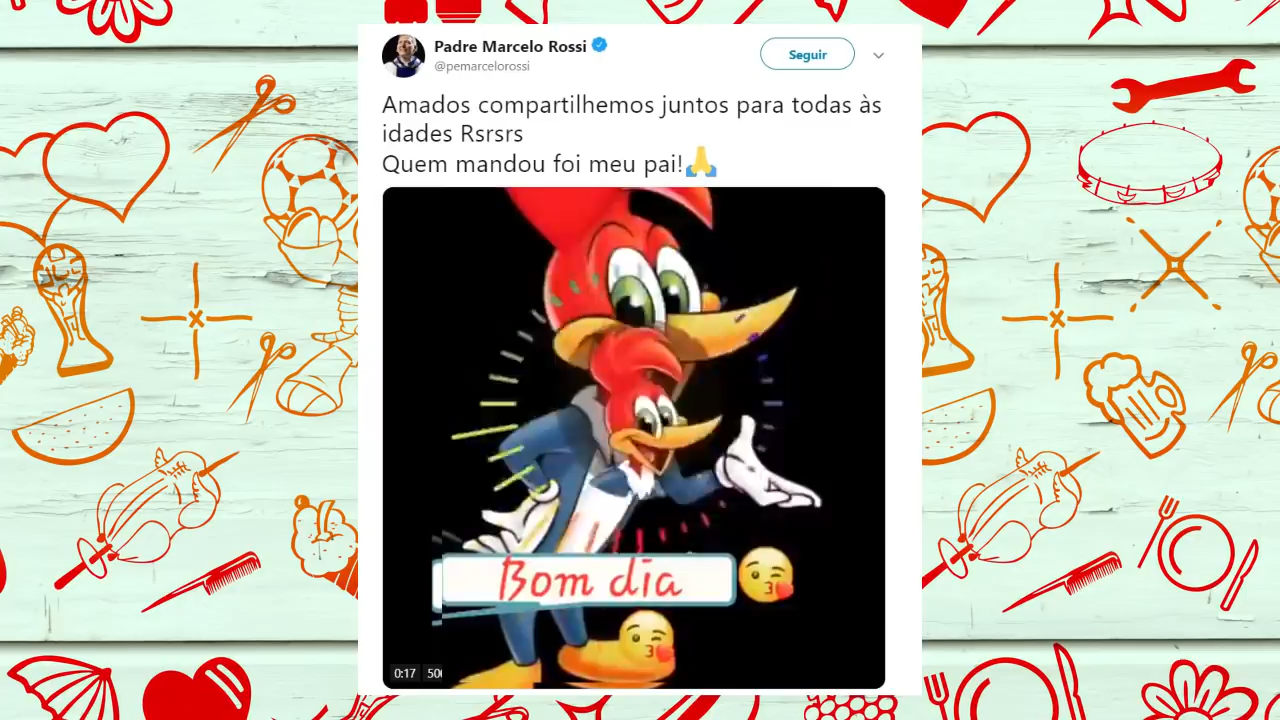 Padre Marcelo Rossi
@pemarcelorossi
Seguir
Amados compartilhemos juntos para todas às
idades Rsrsrs
Quem mandou foi meu pai!🙏
Bom dia
0:17